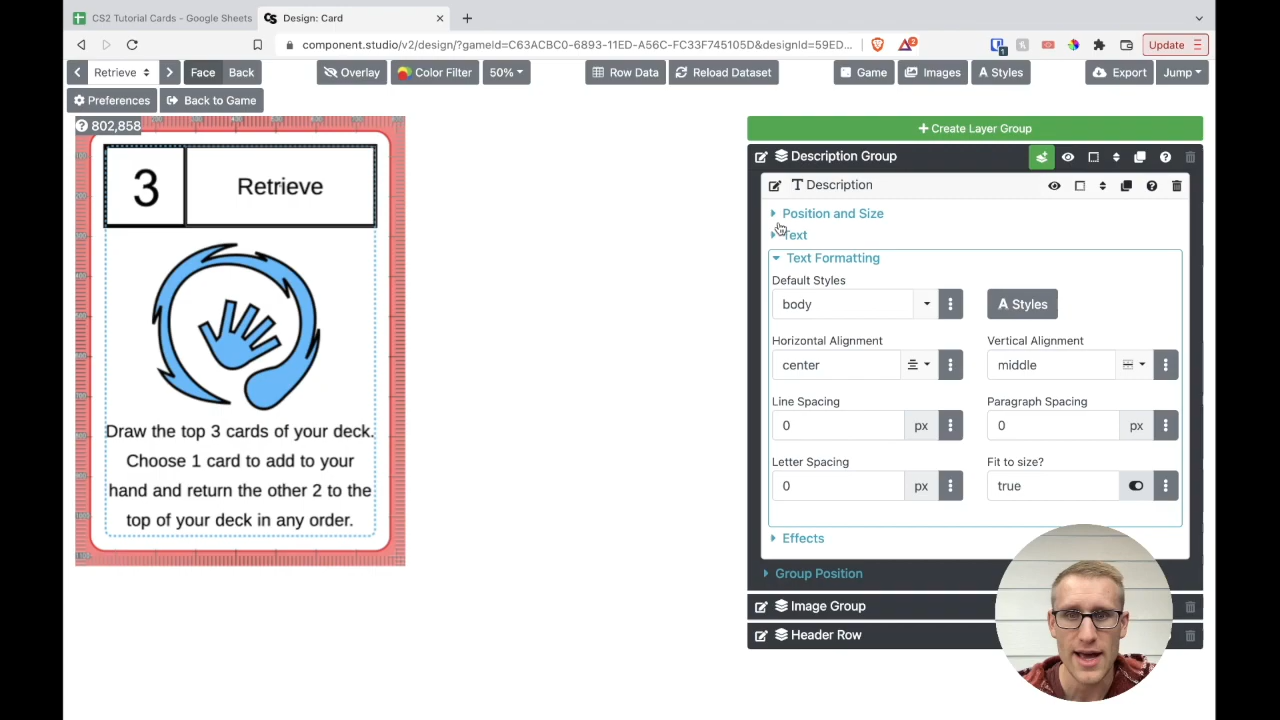 CS2 Tutorial Cards - Google Sheets
Design: Card
component.studio/v2/design/?gameId=C63ACBC0-6893-11ED-A56C-FC33F745105D&designId=59ED...
2
1
Update
Retrieve
Face
Back
Overlay
Color Filter
50%
Row Data
Reload Dataset
Game
Images
A Styles
Export
Jump
Preferences
Back to Game
802,858
3
Retrieve
Draw the top 3 cards of your deck.
Choose 1 card to add to your
hand and return the other 2 to the
top of your deck in any order.
+ Create Layer Group
Description Group
T Description
Position and Size
Text
Text Formatting
ult Style
body
A Styles
Horizontal Alignment
Vertical Alignment
center
middle
Line Spacing
Paragraph Spacing
px
0
px
ter Spac
Fit to size?
0
px
true
Effects
Group Position
Image Group
Header Row